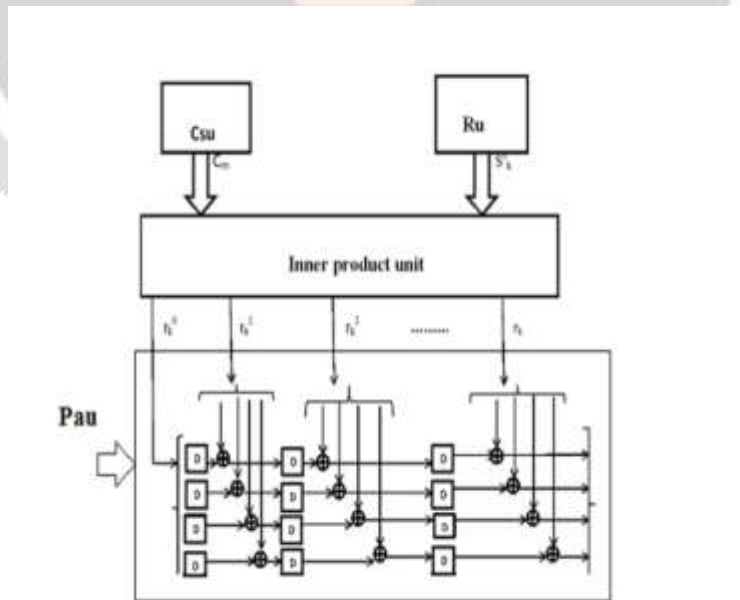 Csu
Ru
Cₘ
Inner product unit
.........
Pau
D D D
D D D
D D D
D D D